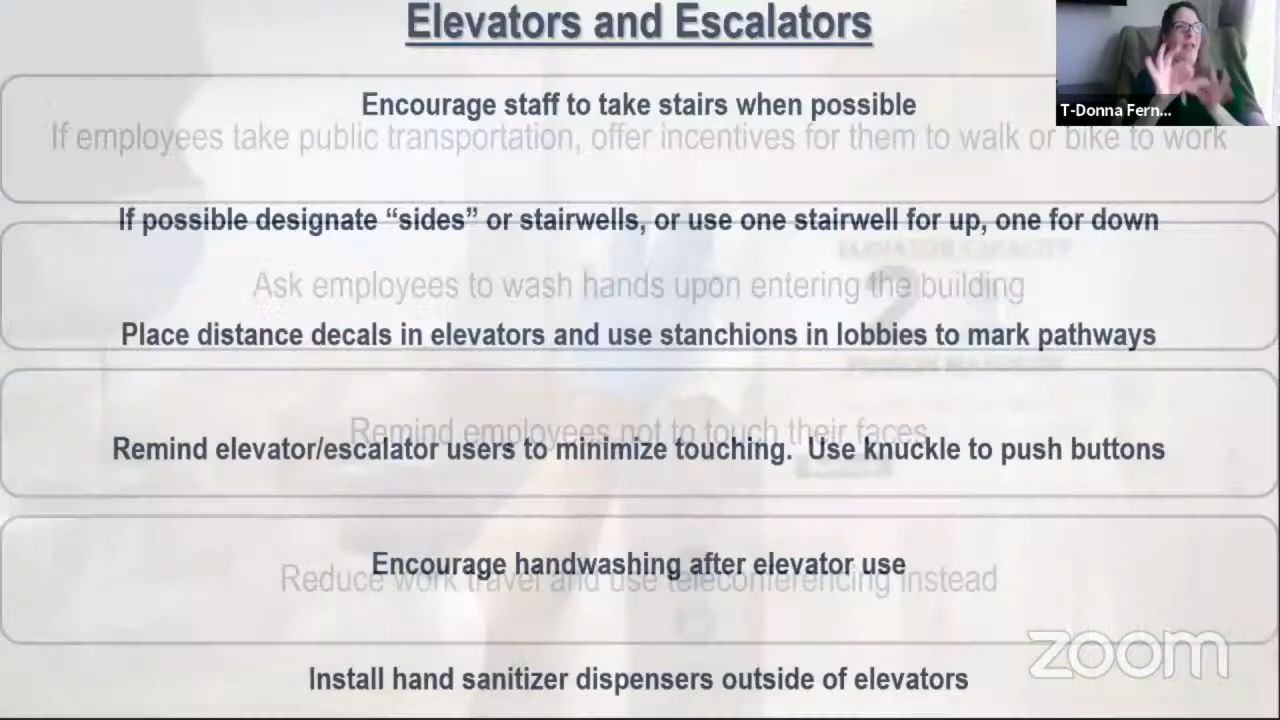 Elevators and Escalators
Encourage staff to take stairs when possible
If employees take public transportation, offer incentives for them to walk or bike to work
If possible designate “sides” or stairwells, or use one stairwell for up, one for down
Ask employees to wash hands upon entering the building
Place distance decals in elevators and use stanchions in lobbies to mark pathways
Remind employees not to touch their faces
Remind elevator/escalator users to minimize touching. Use knuckle to push buttons
Encourage handwashing after elevator use
Reduce work travel and use teleconferencing instead
Install hand sanitizer dispensers outside of elevators
T-Donna Fern...
ELEVATOR CAPACITY
2
zoom